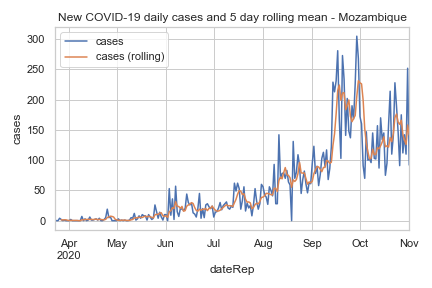 New COVID-19 daily cases and 5 day rolling mean - Mozambique
cases
cases (rolling)
300
250
200
150
100
50
0
cases
Apr May Jun Jul Aug Sep Oct Nov
2020
dateRep